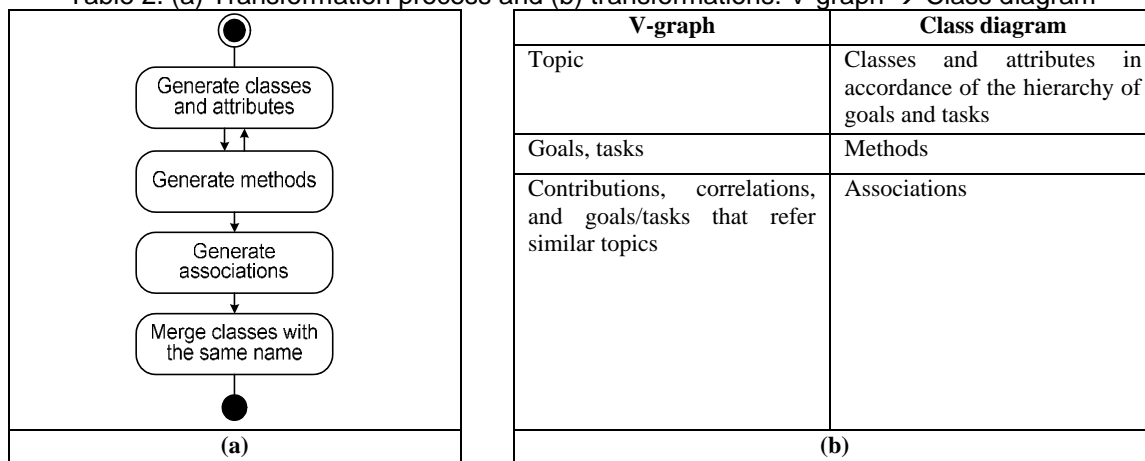 Table 2: (a) Transformation process and (b) transformations: V-graph → Class diagram
Generate classes
and attributes
Generate methods
Generate
associations
Merge classes with
the same name
(a)
V-graph
Class diagram
Topic
Classes and attributes in
accordance of the hierarchy of
goals and tasks
Goals, tasks
Methods
Contributions, correlations,
and goals/tasks that refer
similar topics
Associations
(b)